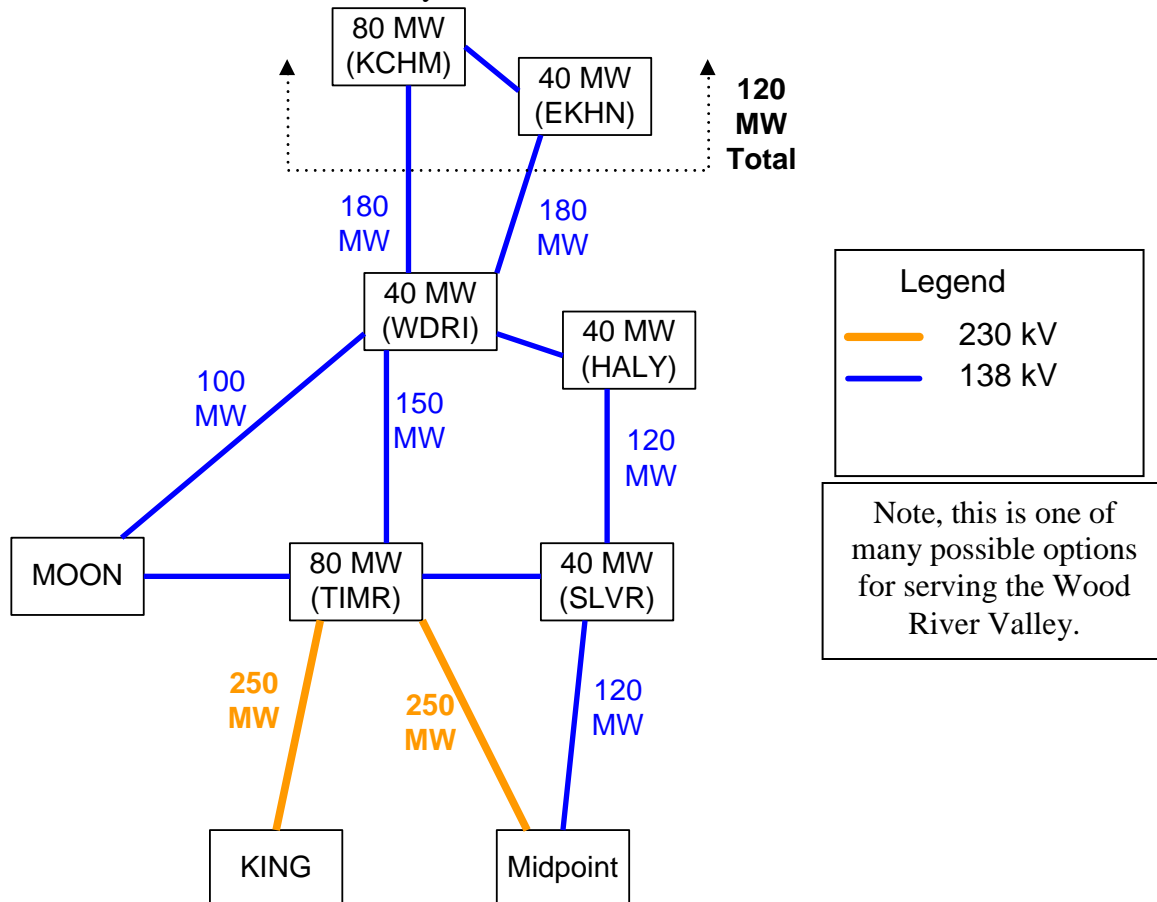 80 MW
(KCHM)
40 MW
(EKHN)
120
MW
Total
180
MW
180
MW
40 MW
(WDRI)
40 MW
(HALY)
Legend
230 kV
138 kV
100
MW
150
MW
120
MW
Note, this is one of
many possible options
for serving the Wood
River Valley.
MOON
80 MW
(TIMR)
40 MW
(SLVR)
250
MW
250
MW
120
MW
KING
Midpoint